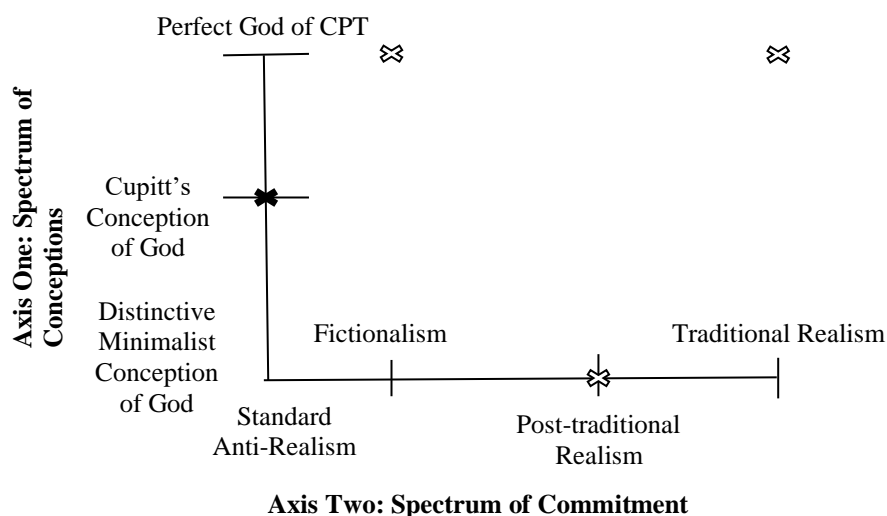 Perfect God of CPT
Axis One: Spectrum of
Conceptions
Cupitt’s
Conception
of God
Distinctive
Minimalist
Conception
of God
Fictionalism
Traditional Realism
Standard
Anti-Realism
Post-traditional
Realism
Axis Two: Spectrum of Commitment